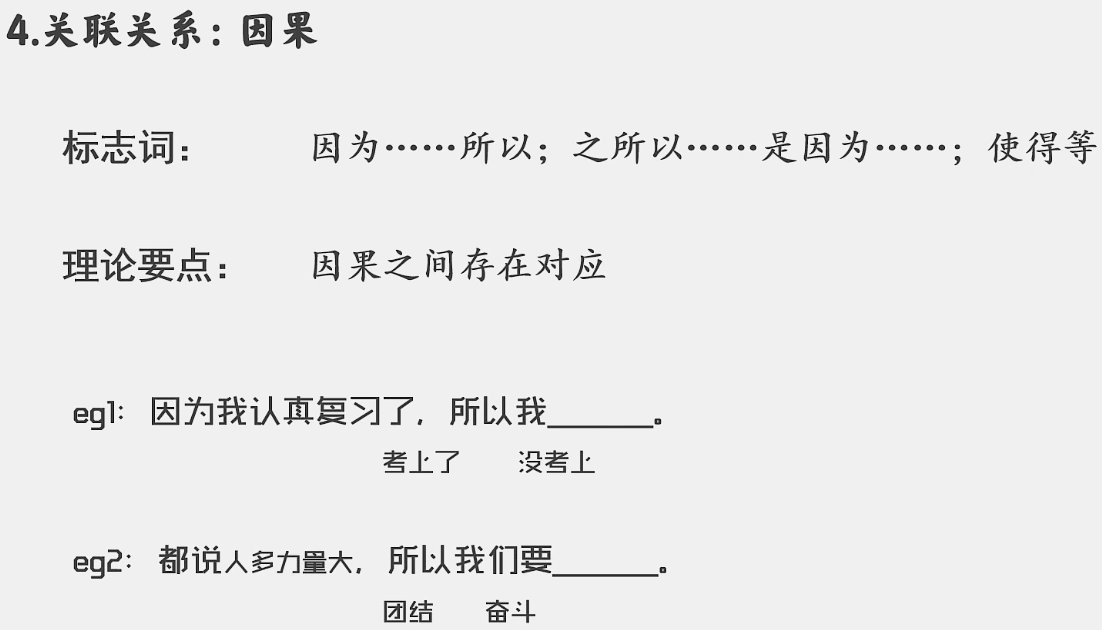 4.关联关系：因果
标志词： 因为……所以；之所以……是因为……；使得等
理论要点： 因果之间存在对应
eg1: 因为我认真复习了，所以我______。
考上了 没考上
eg2: 都说人多力量大，所以我们要______。
团结 奋斗